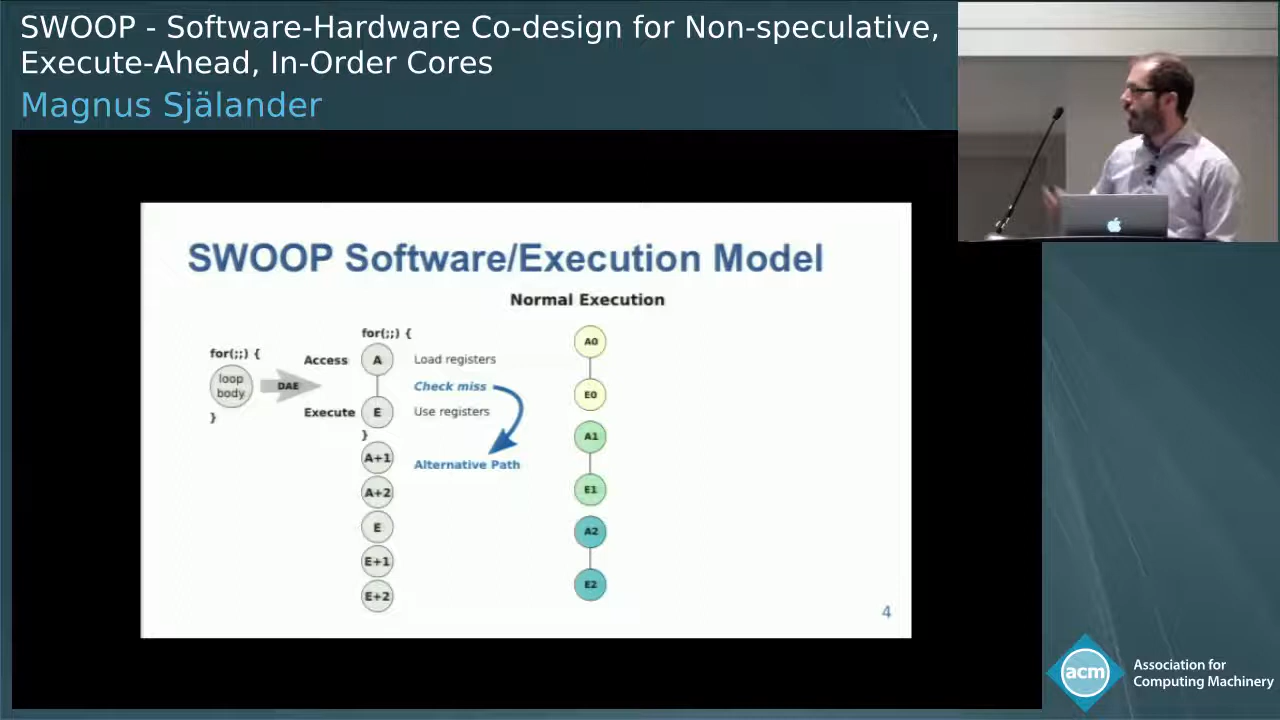 SWOOP - Software-Hardware Co-design for Non-speculative,
Execute-Ahead, In-Order Cores
Magnus Själander
SWOOP Software/Execution Model
Normal Execution
for(;;) {
loop
body
}
DAE
for(;;) {
Access
A
Load registers
Check miss
Execute
E
Use registers
}
A+1
Alternative Path
A+2
E
E+1
E+2
A0
E0
A1
E1
A2
E2
4
acm
Association for
Computing Machinery